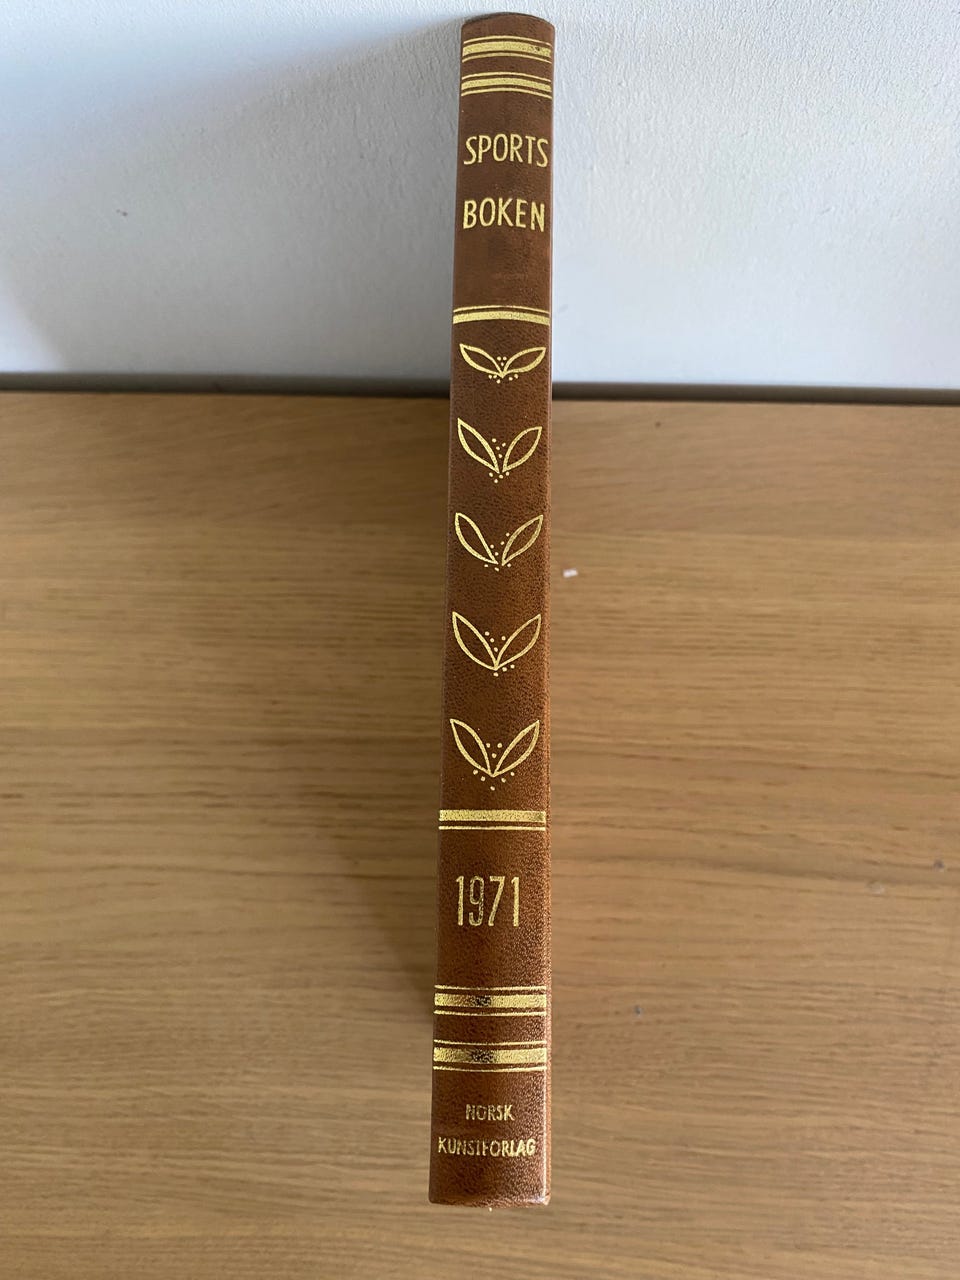 SPORTS
BOKEN
1971
NORSK
KUNSTFORLAG